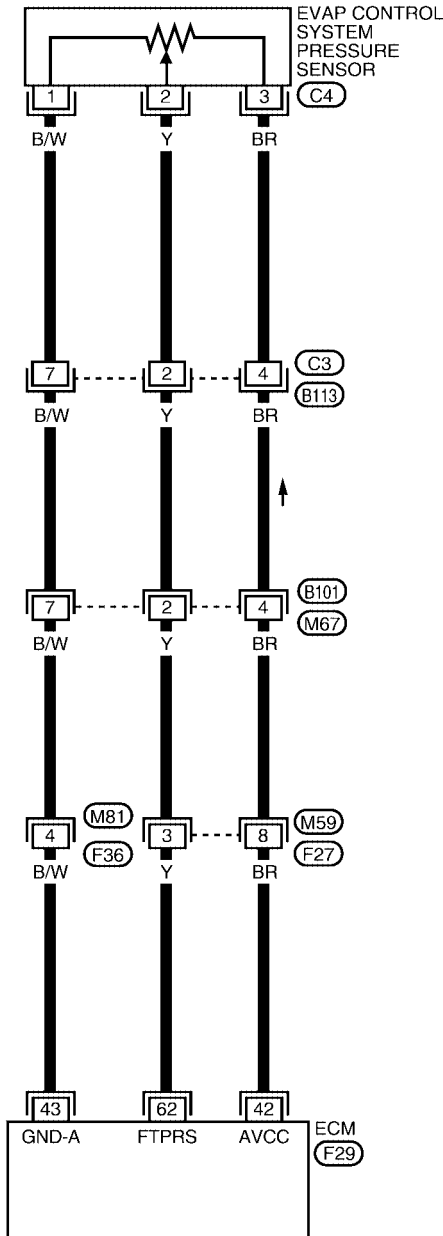 EVAP CONTROL
SYSTEM
PRESSURE
SENSOR
1 2 3 C4
B/W Y BR
7 2 4 C3
B113
B/W Y BR
7 2 4 B101
M67
B/W Y BR
4 M81 3 8 M59
F36 F27
B/W Y BR
43 62 42 ECM
GND-A FTPRS AVCC F29